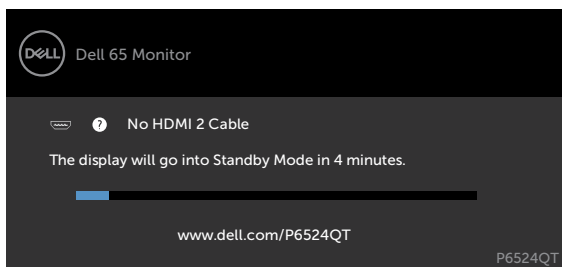 DELL
Dell 65 Monitor
? No HDMI 2 Cable
The display will go into Standby Mode in 4 minutes.
www.dell.com/P6524QT
P6524QT